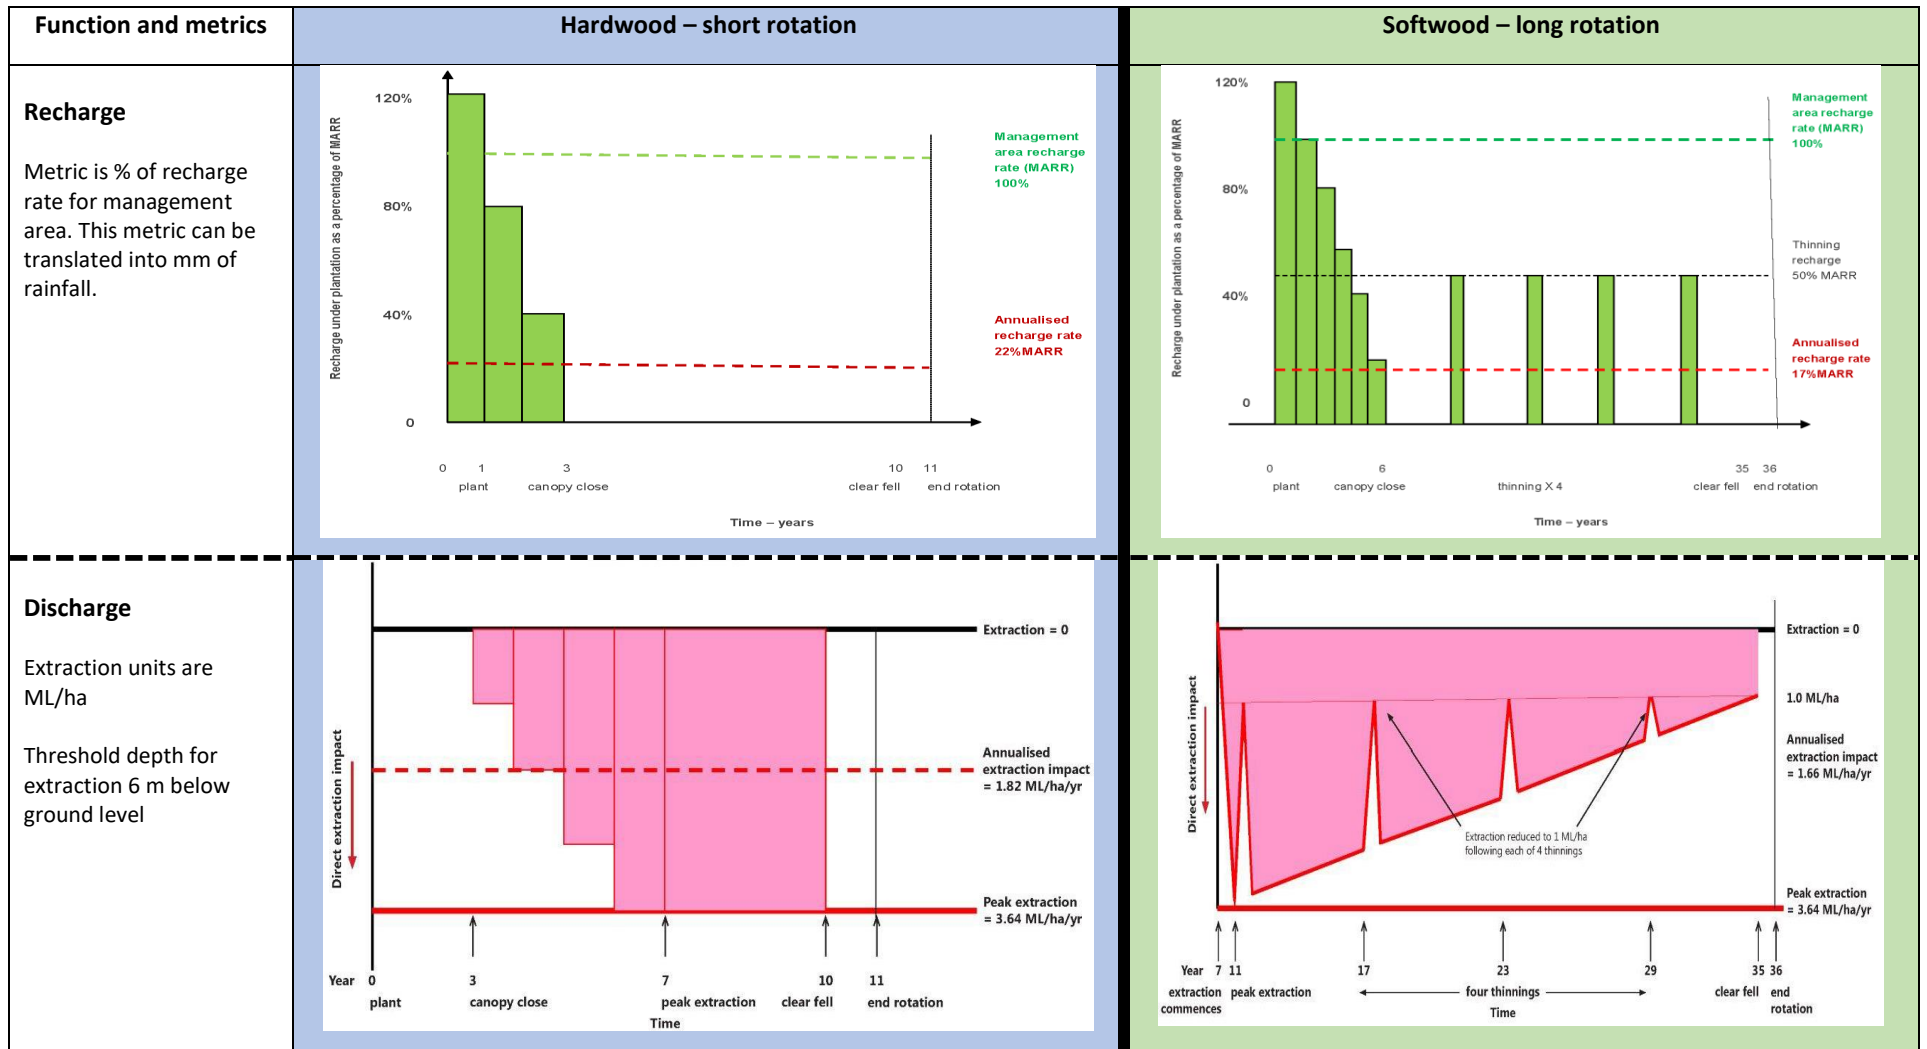 Function and metrics
Hardwood – short rotation
Softwood – long rotation
Recharge
Metric is % of recharge
rate for management
area. This metric can be
translated into mm of
rainfall.
Recharge under plantation as a percentage of MARR
120%
80%
40%
0
Management
area recharge
rate (MARR)
100%
Annualised
recharge rate
22%MARR
0 1 3 10 11
plant canopy close clear fell end rotation
Time – years
Recharge under plantation as a percentage of MARR
120%
80%
40%
0
Management
area recharge
rate (MARR)
100%
Thinning
recharge
50% MARR
Annualised
recharge rate
17%MARR
0 6 35 36
plant canopy close thinning X 4 clear fell end rotation
Time – years
Discharge
Extraction units are
ML/ha
Threshold depth for
extraction 6 m below
ground level
Direct extraction impact
Extraction = 0
Annualised
extraction impact
= 1.82 ML/ha/yr
Peak extraction
= 3.64 ML/ha/yr
Year 0 3 7 10 11
plant canopy close peak extraction clear fell end rotation
Time
Direct extraction impact
Extraction = 0
1.0 ML/ha
Annualised
extraction impact
= 1.66 ML/ha/yr
Extraction reduced to 1 ML/ha
following each of 4 thinnings
Peak extraction
= 3.64 ML/ha/yr
Year 7 11 17 23 29 35 36
extraction peak extraction four thinnings clear fell end
commences Time rotation